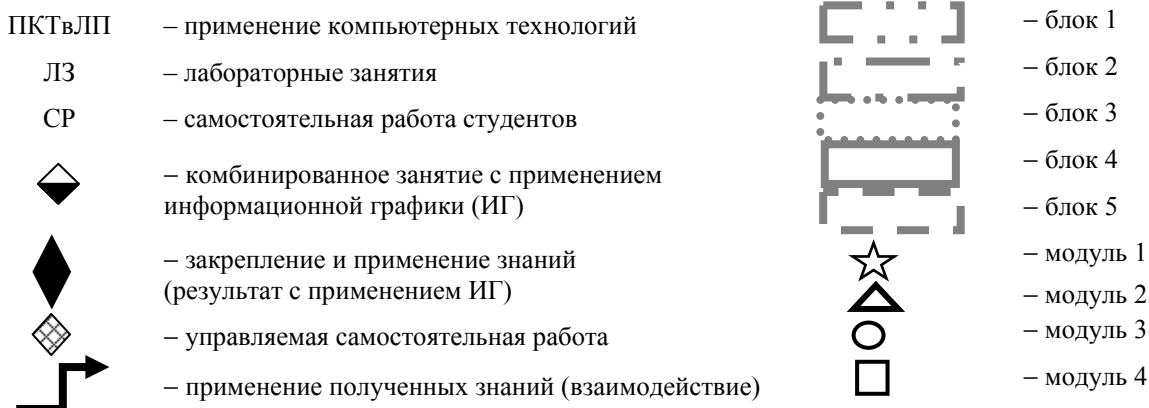 ПКТвЛП – применение компьютерных технологий
ЛЗ – лабораторные занятия
СР – самостоятельная работа студентов
– комбинированное занятие с применением
информационной графики (ИГ)
– закрепление и применение знаний
(результат с применением ИГ)
– управляемая самостоятельная работа
– применение полученных знаний (взаимодействие)
– блок 1
– блок 2
– блок 3
– блок 4
– блок 5
– модуль 1
– модуль 2
– модуль 3
– модуль 4